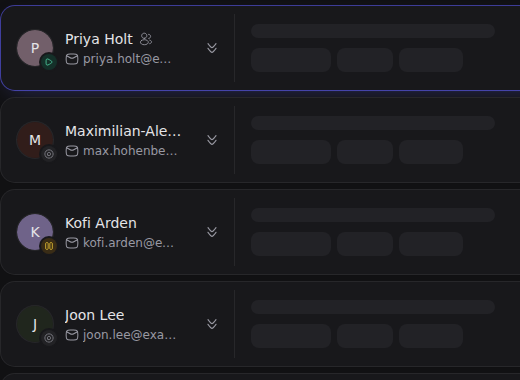 P
Priya Holt
priya.holt@e...
M
Maximilian-Ale...
max.hohenbe...
K
Kofi Arden
kofi.arden@e...
J
Joon Lee
joon.lee@exa...